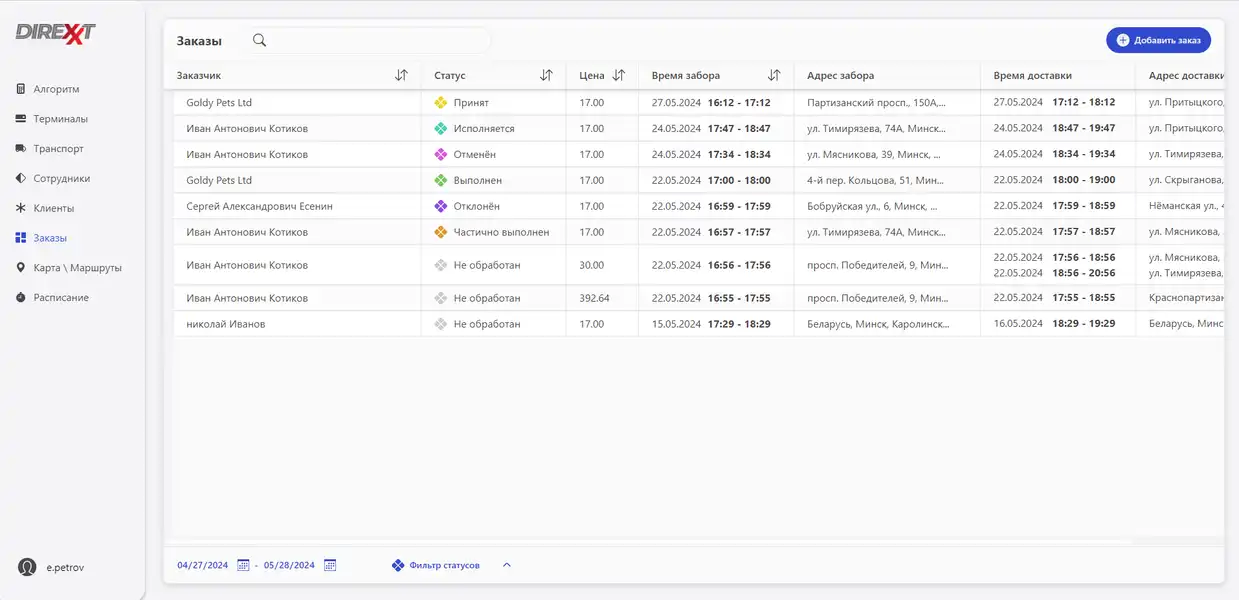 DIREXXT
Алгоритм
Терминалы
Транспорт
Сотрудники
Клиенты
Заказы
Карта \ Маршруты
Расписание
e.petrov
Заказы
Добавить заказ
Заказчик Статус Цена Время забора Адрес забора Время доставки Адрес доставки
Goldy Pets Ltd Принят 17.00 27.05.2024 16:12 - 17:12 Партизанский просп., 150А,... 27.05.2024 17:12 - 18:12 ул. Притыцкого,
Иван Антонович Котиков Исполняется 17.00 24.05.2024 17:47 - 18:47 ул. Тимирязева, 74А, Минск... 24.05.2024 18:47 - 19:47 ул. Притыцкого,
Иван Антонович Котиков Отменён 17.00 24.05.2024 17:34 - 18:34 ул. Мясникова, 39, Минск, ... 24.05.2024 18:34 - 19:34 ул. Тимирязева,
Goldy Pets Ltd Выполнен 17.00 22.05.2024 17:00 - 18:00 4-й пер. Кольцова, 51, Мин... 22.05.2024 18:00 - 19:00 ул. Скрыганова,
Сергей Александрович Есенин Отклонён 17.00 22.05.2024 16:59 - 17:59 Бобруйская ул., 6, Минск, ... 22.05.2024 17:59 - 18:59 Нёманская ул.,
Иван Антонович Котиков Частично выполнен 17.00 22.05.2024 16:57 - 17:57 ул. Тимирязева, 74А, Минск... 22.05.2024 17:57 - 18:57 ул. Мясникова,
Иван Антонович Котиков Не обработан 30.00 22.05.2024 16:56 - 17:56 просп. Победителей, 9, Мин... 22.05.2024 17:56 - 18:56 ул. Мясникова,
22.05.2024 18:56 - 20:56 ул. Тимирязева,
Иван Антонович Котиков Не обработан 392.64 22.05.2024 16:55 - 17:55 просп. Победителей, 9, Мин... 22.05.2024 17:55 - 18:55 Краснопартизан
николай Иванов Не обработан 17.00 15.05.2024 17:29 - 18:29 Беларусь, Минск, Каролинск... 16.05.2024 18:29 - 19:29 Беларусь, Минс
04/27/2024 - 05/28/2024 Фильтр статусов